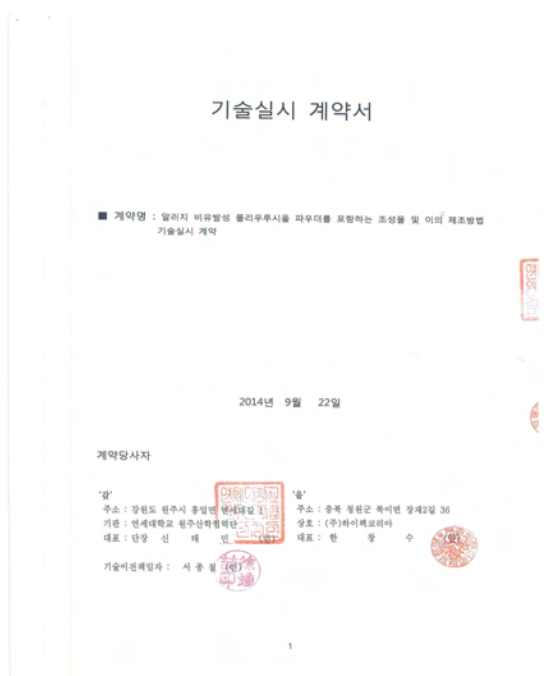 기술실시 계약서
■ 계약명 : 알러지 비유발성 폴리우루시올 파우더를 포함하는 조성물 및 이의 제조방법
기술실시 계약
2014년 9월 22일
계약당사자
'갑'
주소 : 강원도 원주시 흥업면 연세대길 1
기관 : 연세대학교 원주산학협력단
대표 : 단장 신 태 민 (인)
기술이전책임자 : 서 종 철 (인)
'을'
주소 : 충북 청원군 북이면 장재2길 36
상호 : (주)하이펙코리아
대표 : 한 창 수 (인)
1